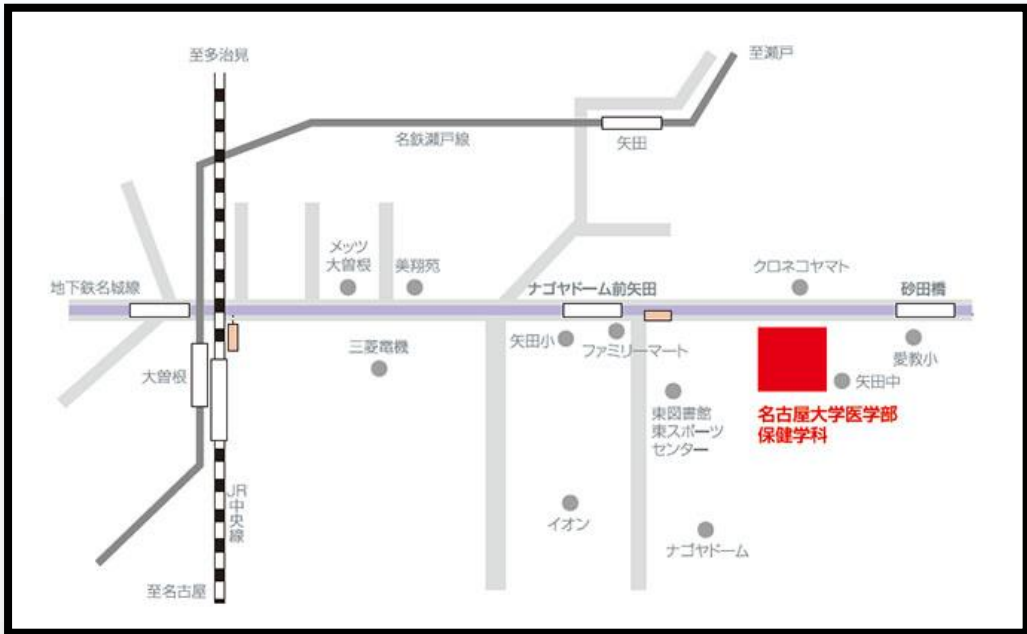 至多治見
至瀬戸
名鉄瀬戸線
矢田
メッツ
大曽根
美翔苑
クロネコヤマト
地下鉄名城線
ナゴヤドーム前矢田
砂田橋
矢田小
ファミリーマート
三菱電機
愛教小
大曽根
矢田中
東図書館
東スポーツ
センター
名古屋大学医学部
保健学科
JR中央線
イオン
ナゴヤドーム
至名古屋